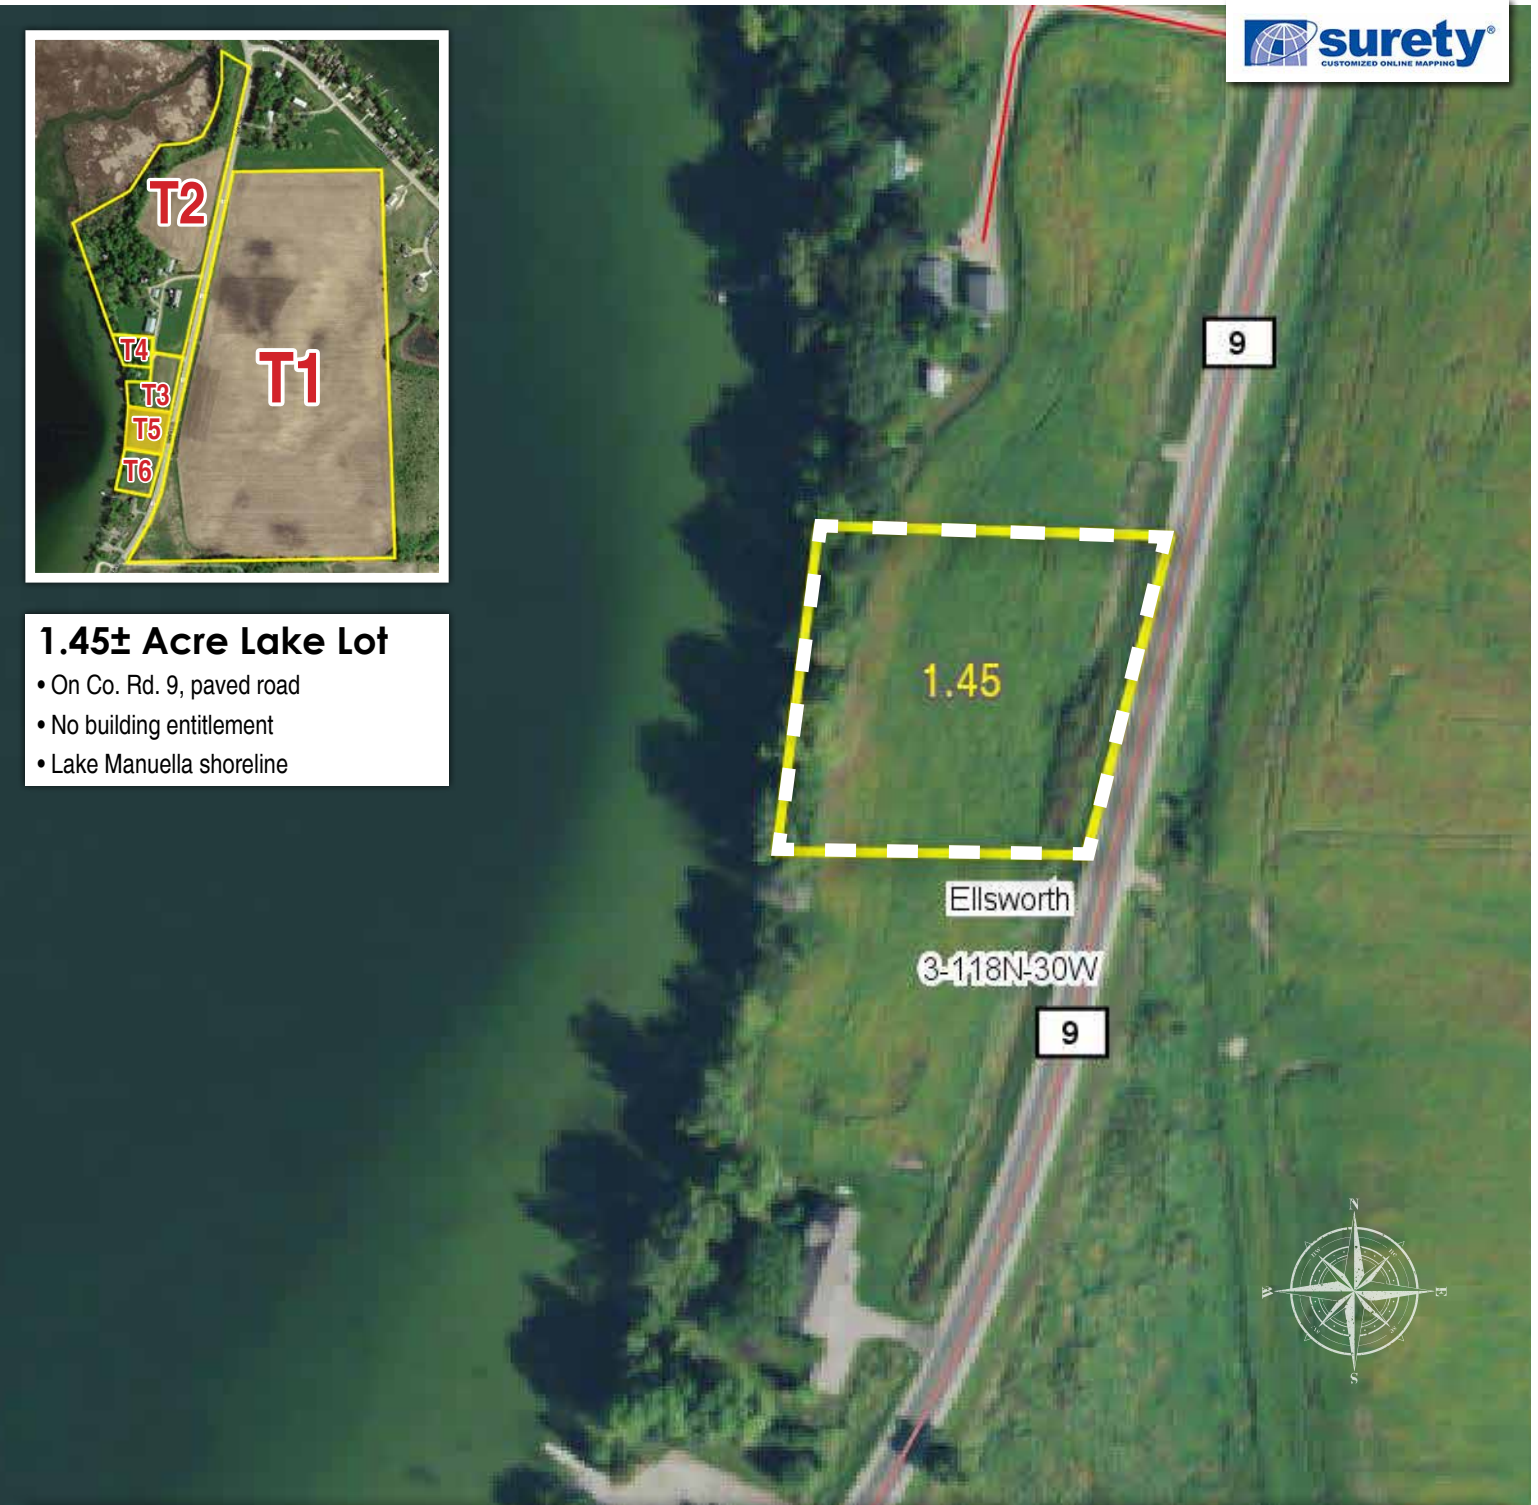 surety®
CUSTOMIZED ONLINE MAPPING
T2
T1
T4
T3
T5
T6
1.45± Acre Lake Lot
• On Co. Rd. 9, paved road
• No building entitlement
• Lake Manuella shoreline
9
1.45
Ellsworth
3-118N-30W
9
N
W
E
S